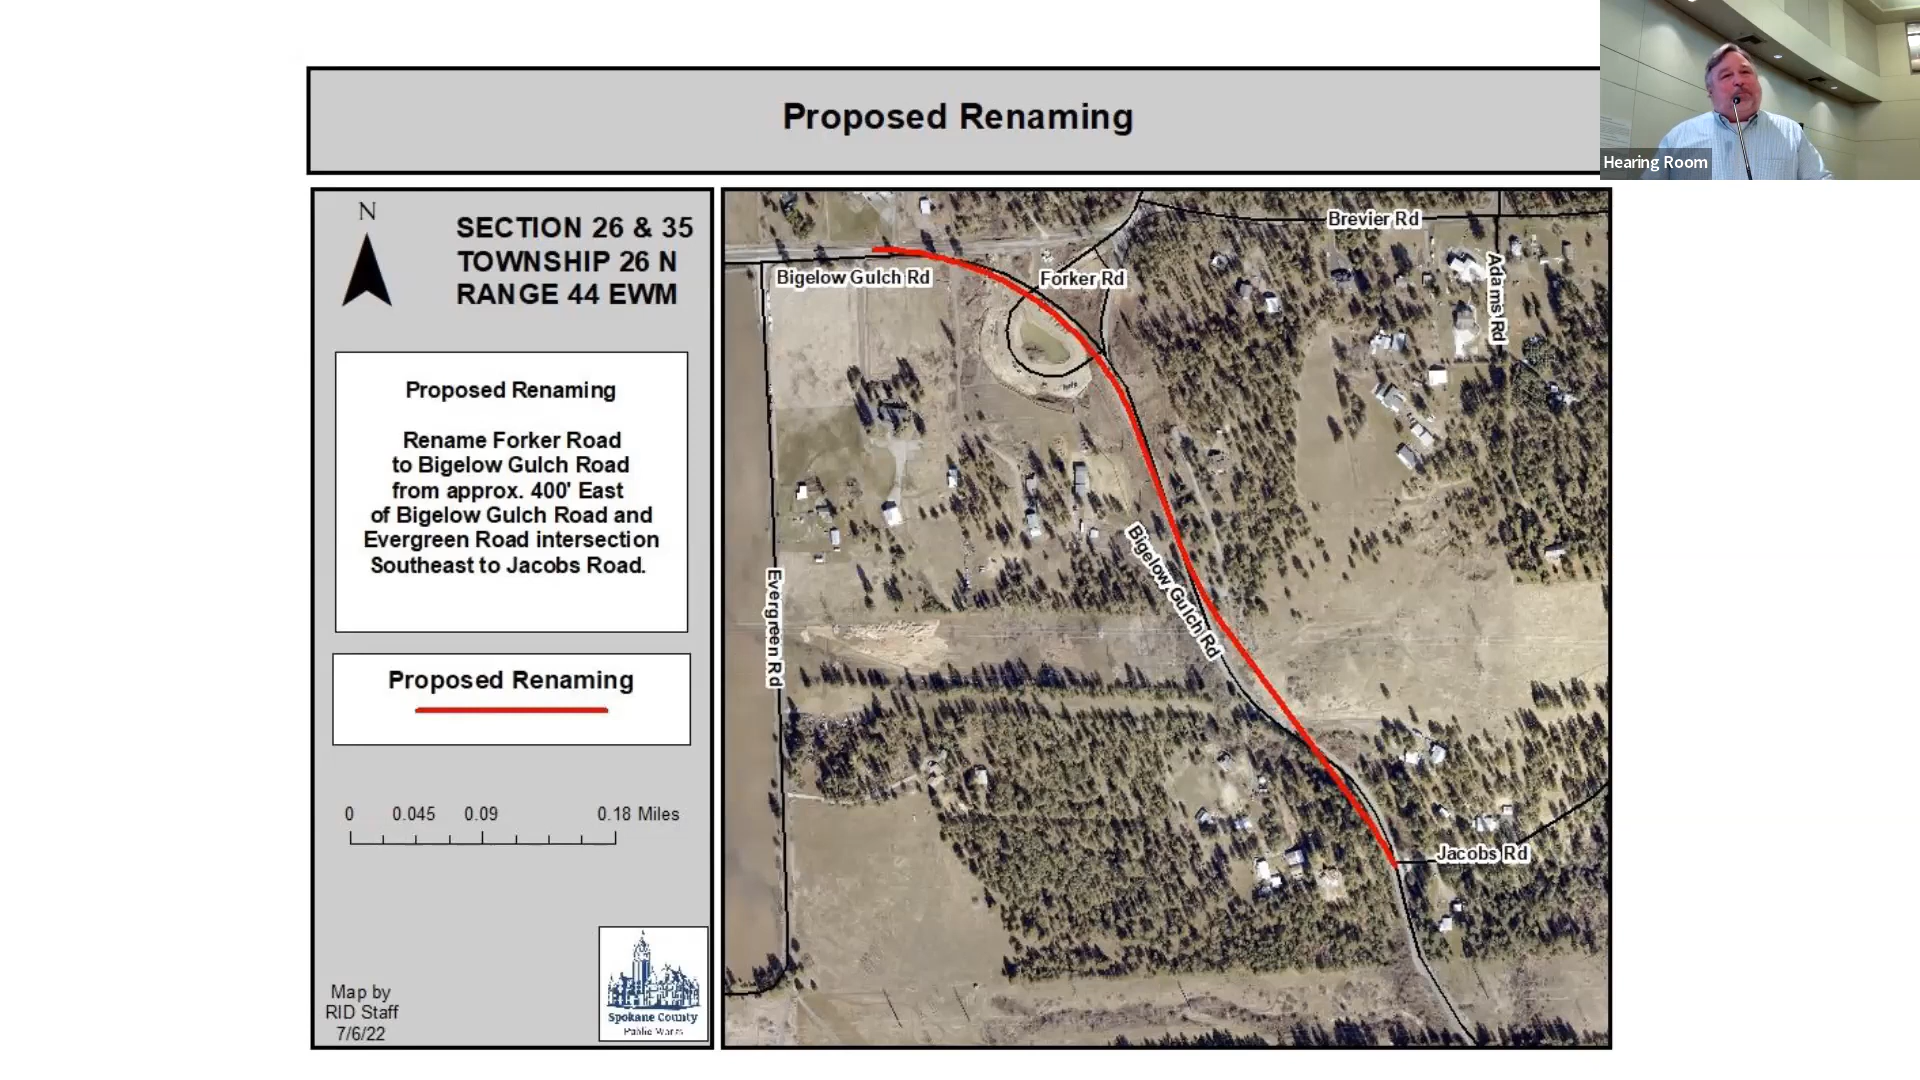 Proposed Renaming
Hearing Room
N
SECTION 26 & 35
TOWNSHIP 26 N
RANGE 44 EWM
Proposed Renaming
Rename Forker Road
to Bigelow Gulch Road
from approx. 400' East
of Bigelow Gulch Road and
Evergreen Road intersection
Southeast to Jacobs Road.
Proposed Renaming
0 0.045 0.09 0.18 Miles
Map by
RID Staff
7/6/22
Spokane County
Public Works
Brevier Rd
Bigelow Gulch Rd
Forker Rd
Adams Rd
Bigelow Gulch Rd
Evergreen Rd
Jacobs Rd